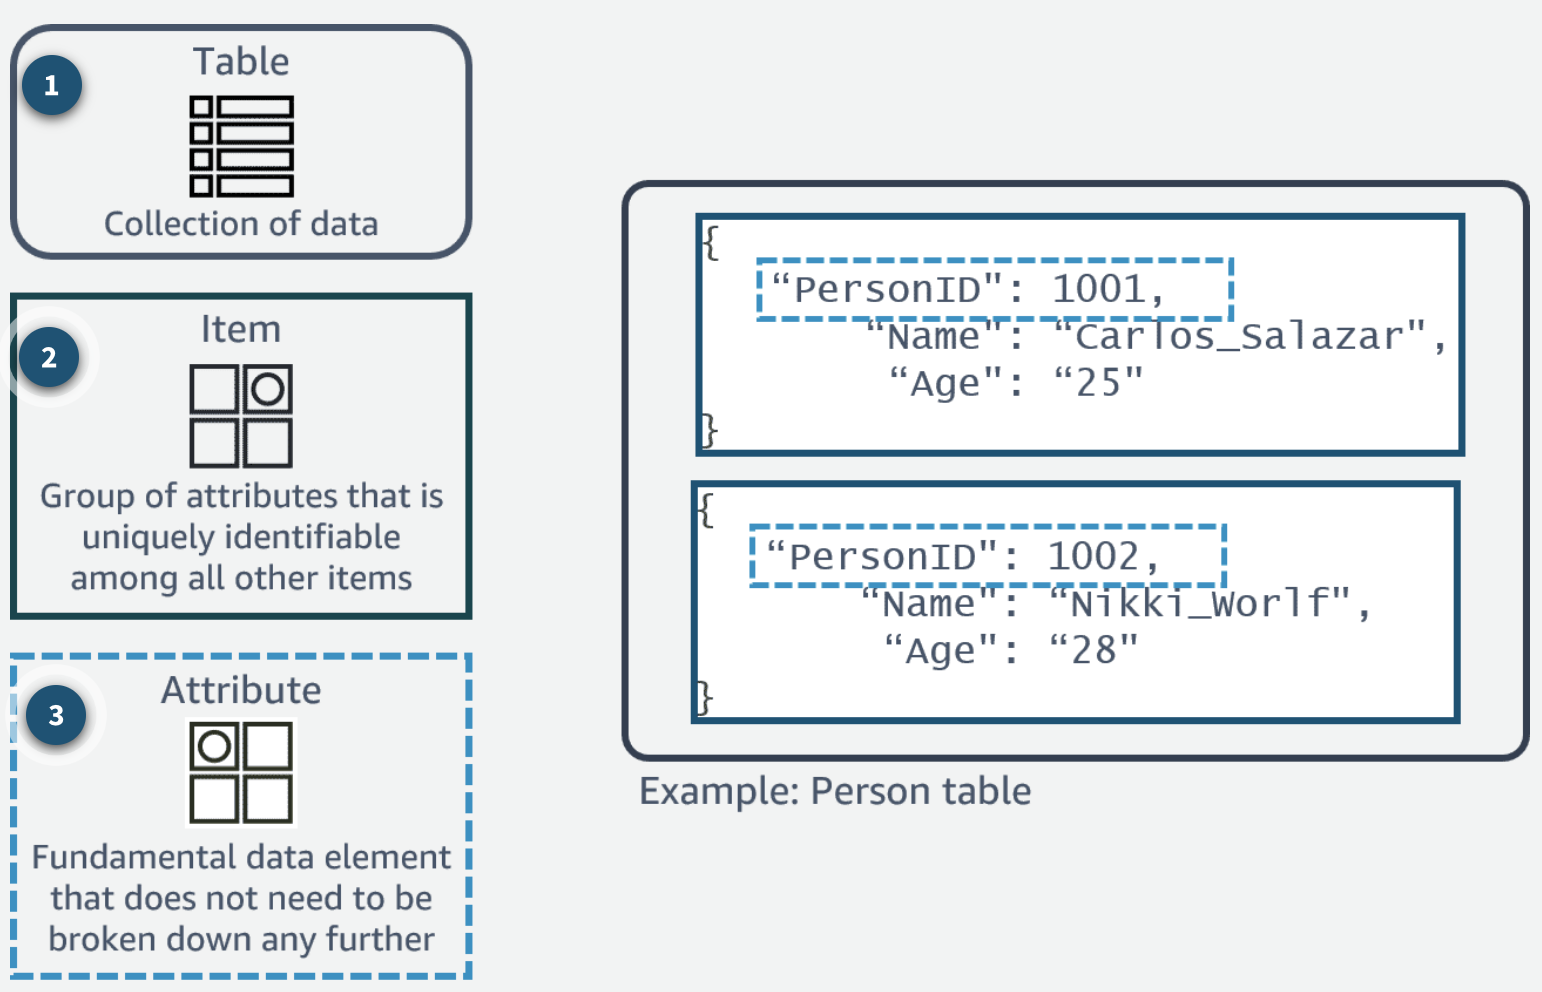 1
Table
Collection of data
2
Item
Group of attributes that is
uniquely identifiable
among all other items
3
Attribute
Fundamental data element
that does not need to be
broken down any further
{
“PersonID": 1001,
“Name": “Carlos_Salazar",
“Age": “25"
}
{
“PersonID": 1002,
“Name": “Nikki_Worlf",
“Age": “28"
}
Example: Person table